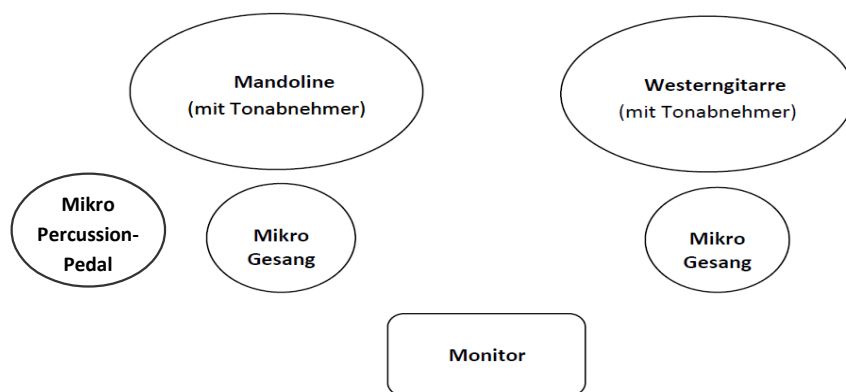 Mandoline
(mit Tonabnehmer)
Westerngitarre
(mit Tonabnehmer)
Mikro
Percussion-
Pedal
Mikro
Gesang
Mikro
Gesang
Monitor